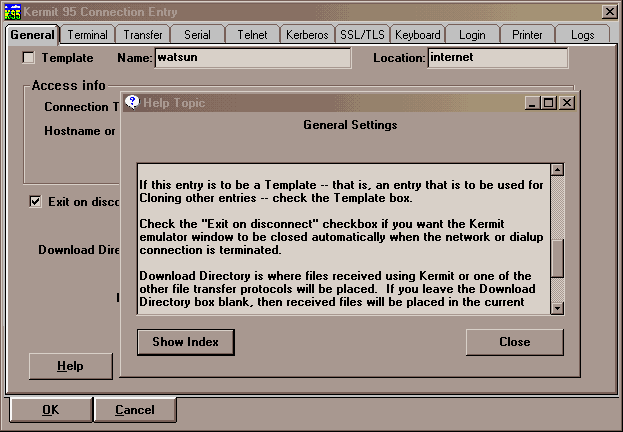 Kermit 95 Connection Entry
General Terminal Transfer Serial Telnet Kerberos SSL/TLS Keyboard Login Printer Logs
Template Name: watsun Location: internet
Access info
Connection T
Hostname or
Exit on disco
Download Dire
Help
OK Cancel
Help Topic
General Settings
If this entry is to be a Template -- that is, an entry that is to be used for
Cloning other entries -- check the Template box.
Check the "Exit on disconnect" checkbox if you want the Kermit
emulator window to be closed automatically when the network or dialup
connection is terminated.
Download Directory is where files received using Kermit or one of the
other file transfer protocols will be placed. If you leave the Download
Directory box blank, then received files will be placed in the current
Show Index Close